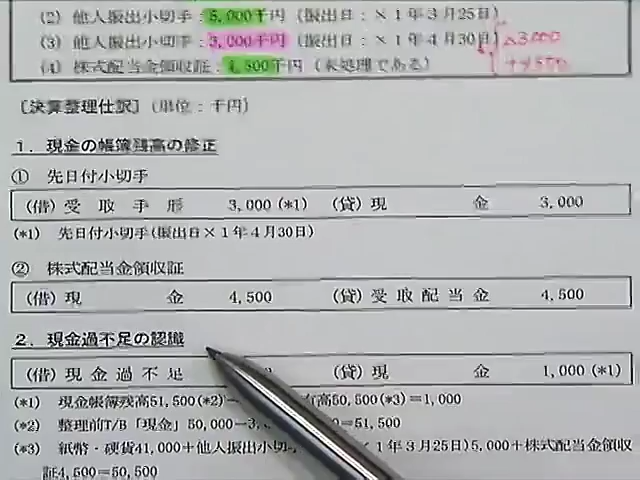 (2) 他人振出小切手:5,000千円(振出日:×1年3月25日)
(3) 他人振出小切手:3,000千円(振出日:×1年4月30日) △3000
(4) 株式配当金領収証:4,500千円(未処理である) +4,500
〔決算整理仕訳〕(単位:千円)
1.現金の帳簿残高の修正
① 先日付小切手
(借) 受取手形 3,000 (*1) (貸) 現金 3,000
(*1) 先日付小切手(振出日×1年4月30日)
② 株式配当金領収証
(借) 現金 4,500 (貸) 受取配当金 4,500
2.現金過不足の認識
(借) 現金過不足 (貸) 現金 1,000 (*1)
(*1) 現金帳簿残高51,500(*2)− 有高50,500(*3)=1,000
(*2) 整理前T/B「現金」50,000−3, =51,500
(*3) 紙幣・硬貨41,000+他人振出小切 ×1年3月25日)5,000+株式配当金領収
証4,500=50,500